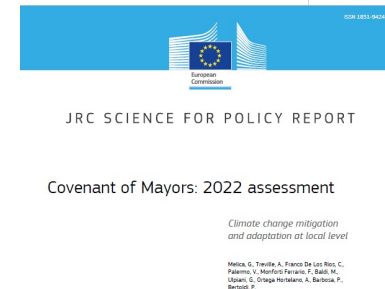 ISSN 1831-9424
European
Commission
JRC SCIENCE FOR POLICY REPORT
Covenant of Mayors: 2022 assessment
Climate change mitigation
and adaptation at local level
Melica, G., Treville, A., Franco De Los Rios, C.,
Palermo, V., Monforti Ferrario, F., Baldi, M.,
Ulpiani, G., Ortega Hortelano, A., Barbosa, P.,
Bertoldi, P.